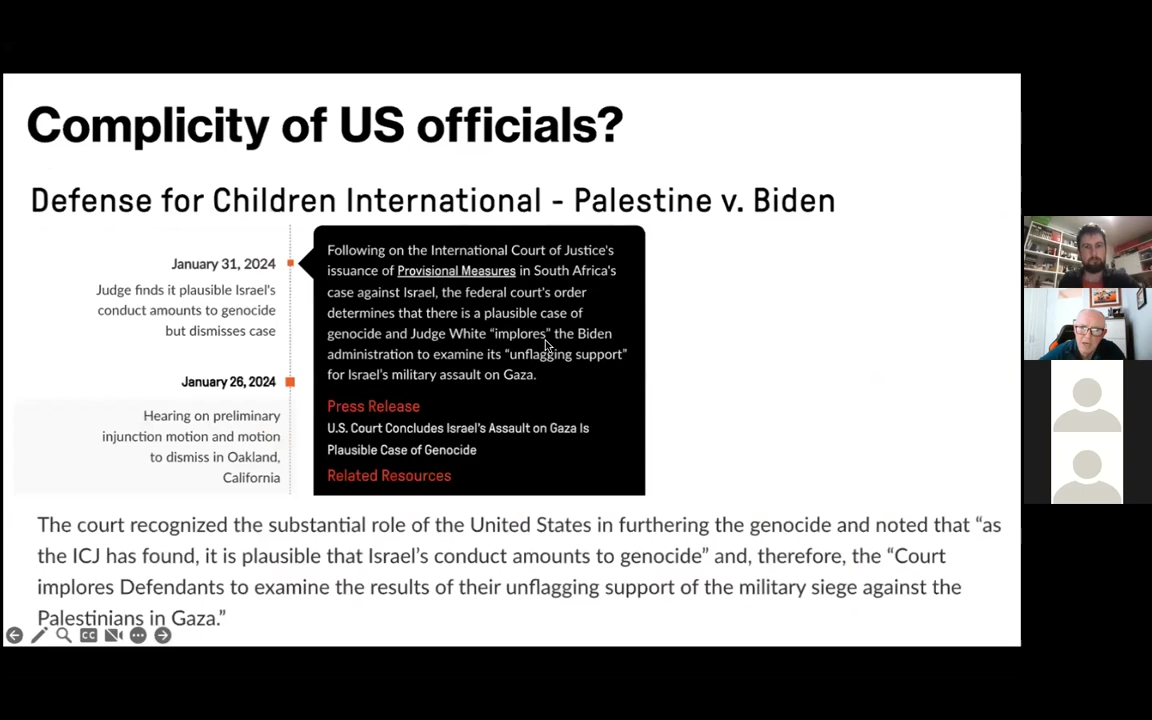 Complicity of US officials?
Defense for Children International - Palestine v. Biden
January 31, 2024
Judge finds it plausible Israel's
conduct amounts to genocide
but dismisses case
January 26, 2024
Hearing on preliminary
injunction motion and motion
to dismiss in Oakland,
California
Following on the International Court of Justice's
issuance of Provisional Measures in South Africa's
case against Israel, the federal court's order
determines that there is a plausible case of
genocide and Judge White “implores” the Biden
administration to examine its “unflagging support”
for Israel's military assault on Gaza.
Press Release
U.S. Court Concludes Israel's Assault on Gaza Is
Plausible Case of Genocide
Related Resources
The court recognized the substantial role of the United States in furthering the genocide and noted that “as
the ICJ has found, it is plausible that Israel’s conduct amounts to genocide” and, therefore, the “Court
implores Defendants to examine the results of their unflagging support of the military siege against the
Palestinians in Gaza.”
CC